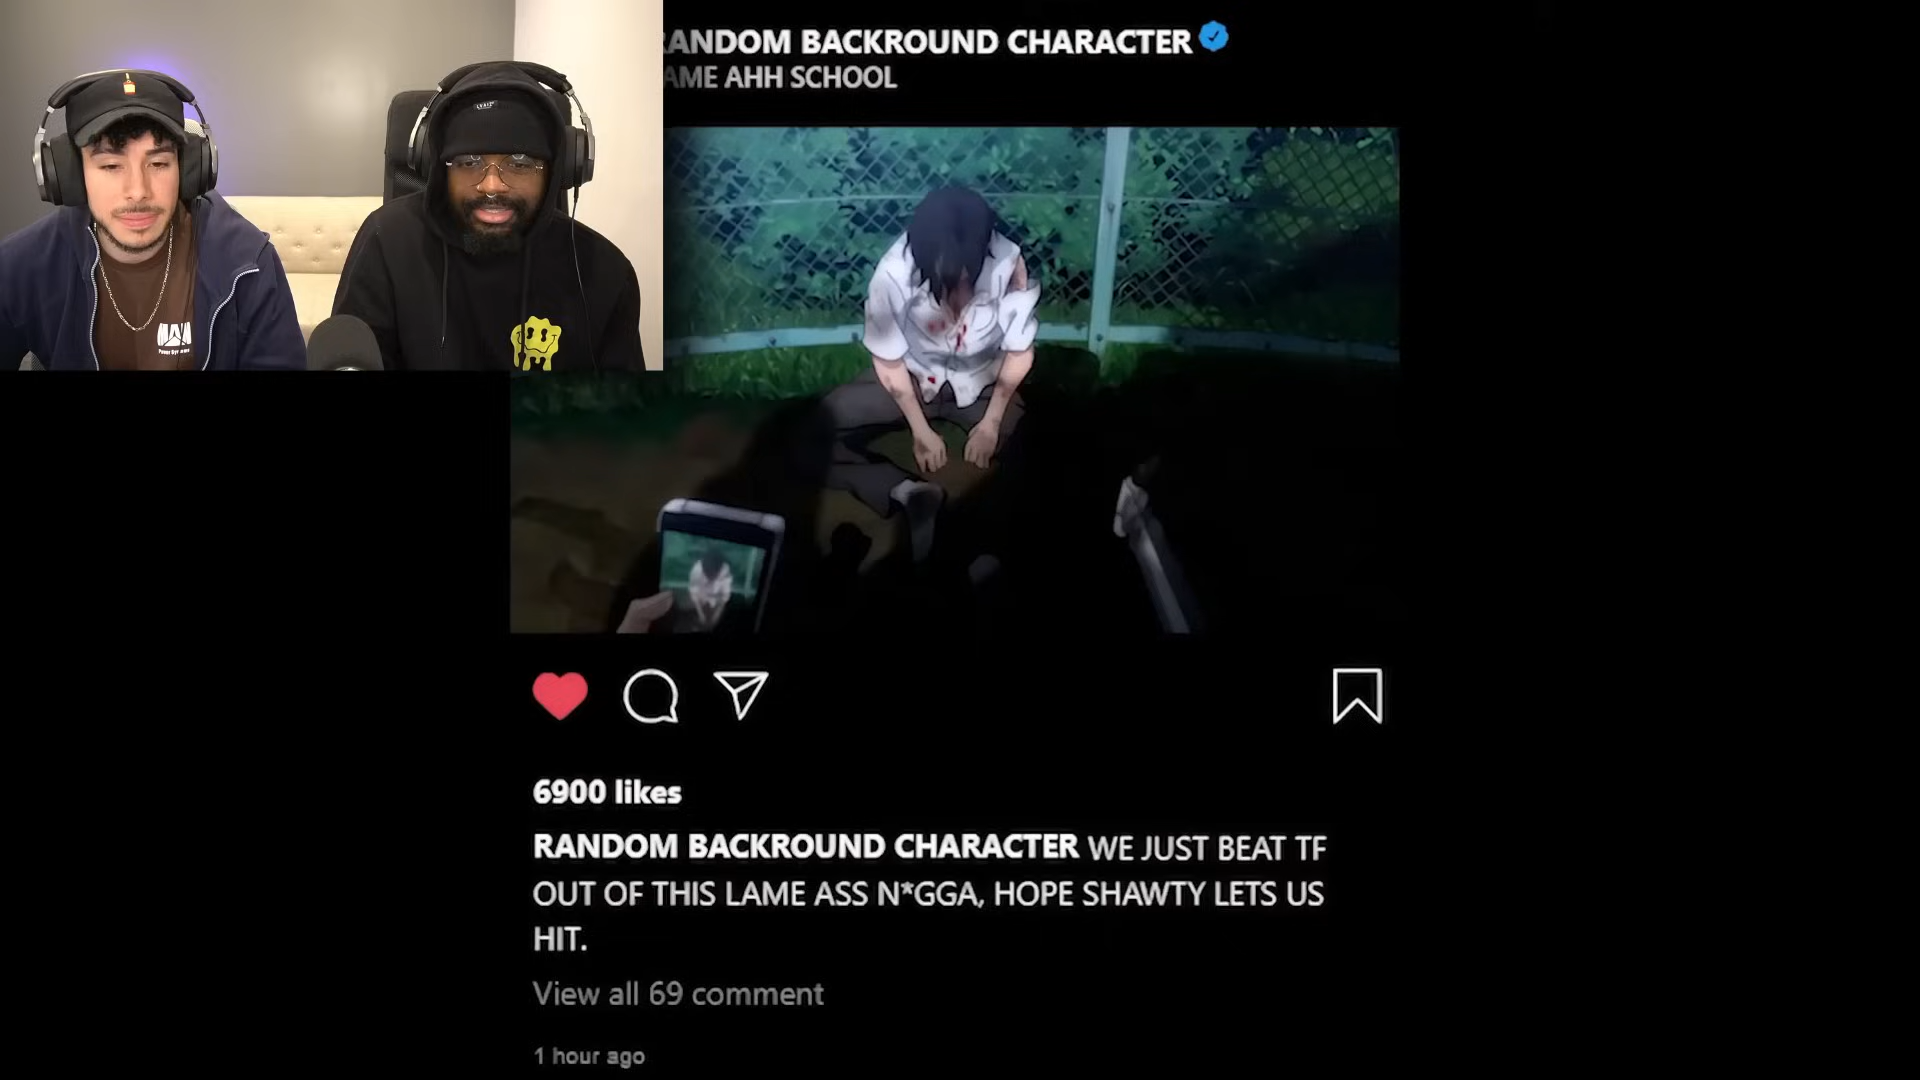 RANDOM BACKROUND CHARACTER
AME AHH SCHOOL
6900 likes
RANDOM BACKROUND CHARACTER WE JUST BEAT TF
OUT OF THIS LAME ASS N*GGA, HOPE SHAWTY LETS US
HIT.
View all 69 comment
1 hour ago